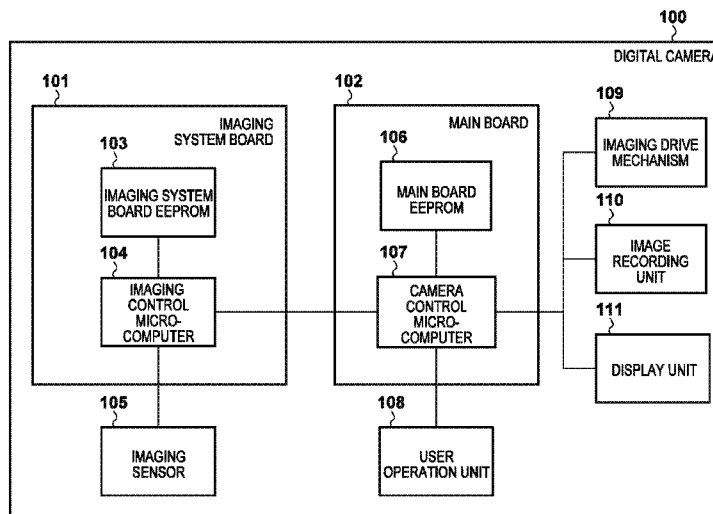 100
DIGITAL CAMERA
101
IMAGING
SYSTEM BOARD
103
IMAGING SYSTEM
BOARD EEPROM
104
IMAGING
CONTROL
MICRO-
COMPUTER
105
IMAGING
SENSOR
102
MAIN BOARD
106
MAIN BOARD
EEPROM
107
CAMERA
CONTROL
MICRO-
COMPUTER
108
USER
OPERATION UNIT
109
IMAGING DRIVE
MECHANISM
110
IMAGE
RECORDING
UNIT
111
DISPLAY UNIT